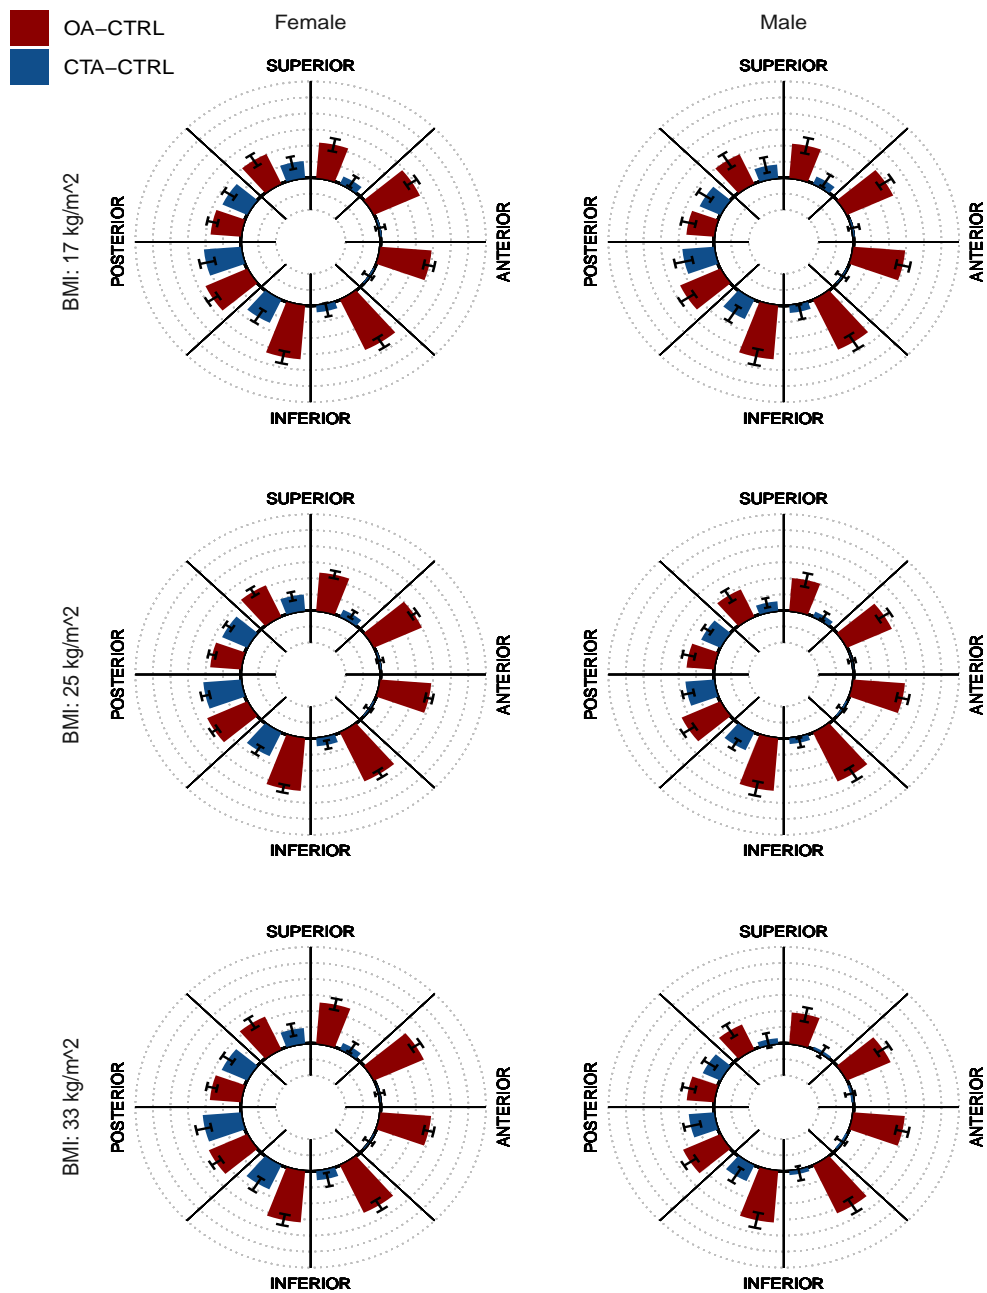 OA−CTRL
CTA−CTRL
Female
Male
BMI: 17 kg/m^2
SUPERIOR
POSTERIOR
ANTERIOR
INFERIOR
SUPERIOR
POSTERIOR
ANTERIOR
INFERIOR
BMI: 25 kg/m^2
SUPERIOR
POSTERIOR
ANTERIOR
INFERIOR
SUPERIOR
POSTERIOR
ANTERIOR
INFERIOR
BMI: 33 kg/m^2
SUPERIOR
POSTERIOR
ANTERIOR
INFERIOR
SUPERIOR
POSTERIOR
ANTERIOR
INFERIOR